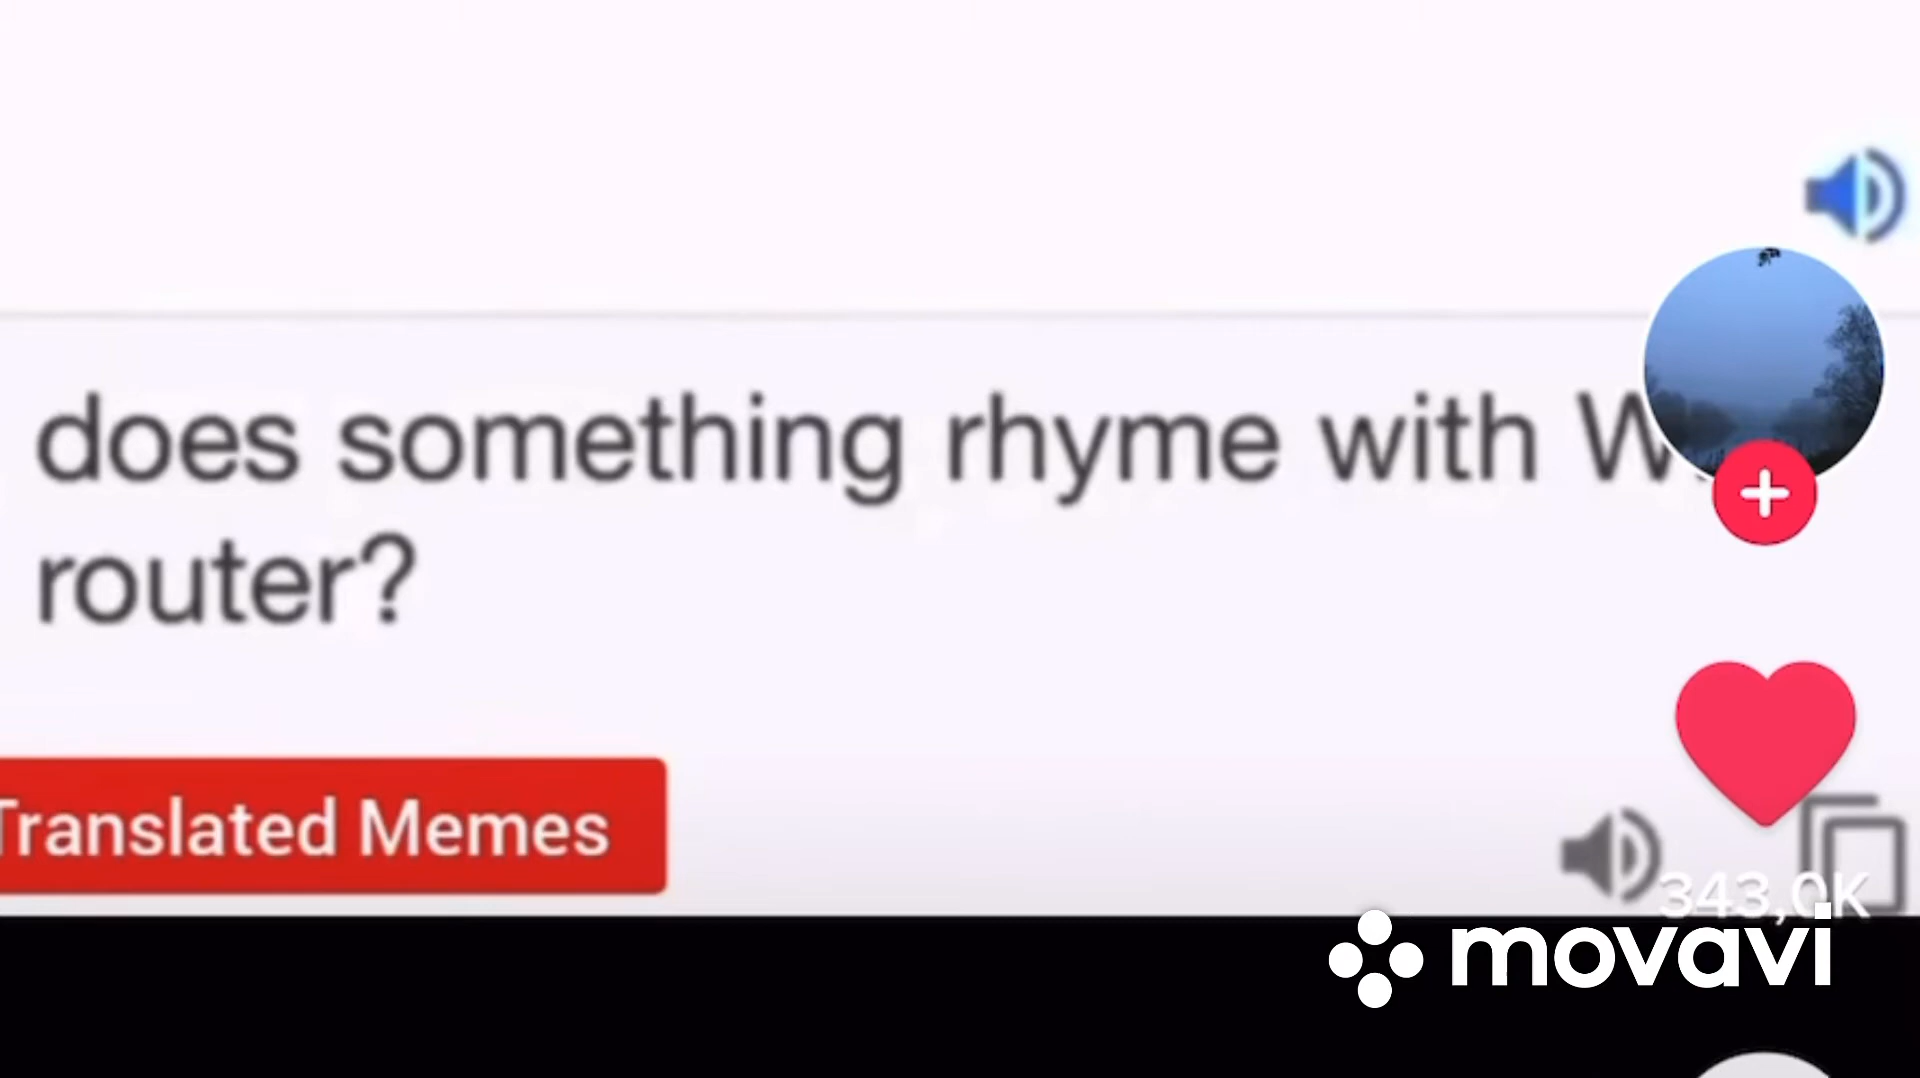 does something rhyme with W
router?
Translated Memes
343,0K
movavi